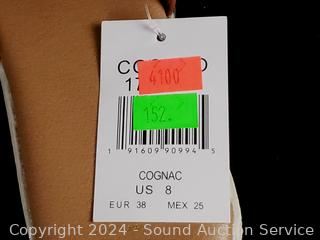 4100
152.
1 91609 90994 5
COGNAC
US 8
EUR 38 MEX 25
Copyright 2024 - Sound Auction Service